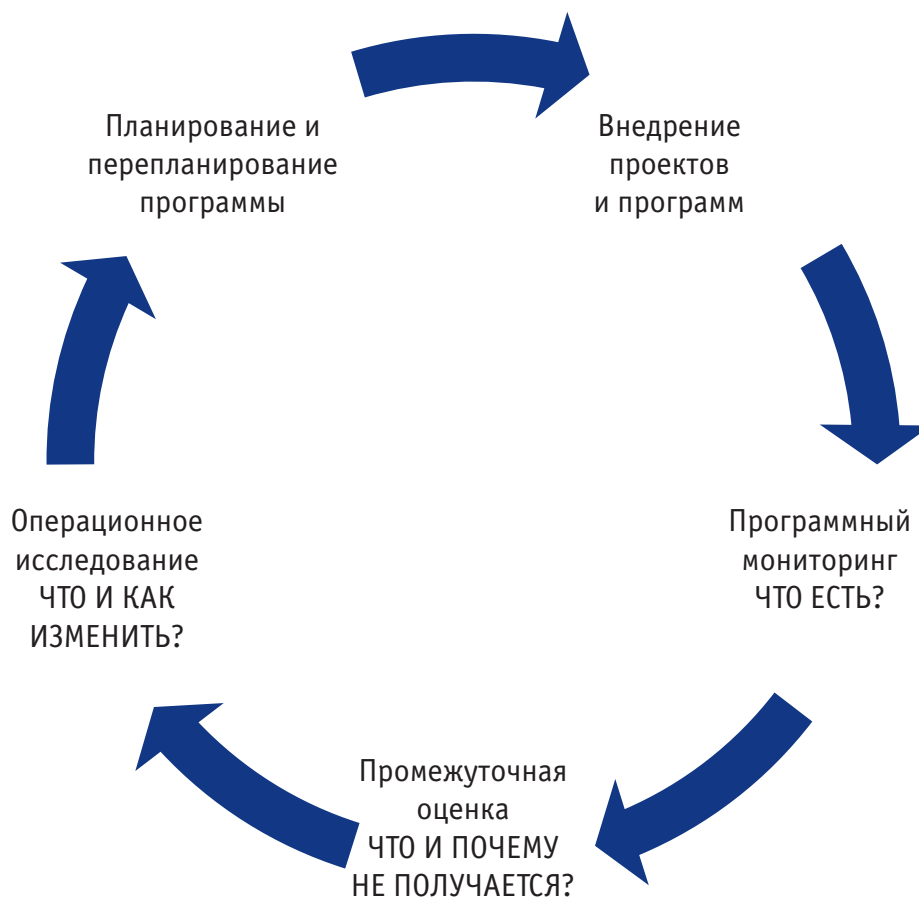 Планирование и
перепланирование
программы
Внедрение
проектов
и программ
Программный
мониторинг
ЧТО ЕСТЬ?
Промежуточная
оценка
ЧТО И ПОЧЕМУ
НЕ ПОЛУЧАЕТСЯ?
Операционное
исследование
ЧТО И КАК
ИЗМЕНИТЬ?